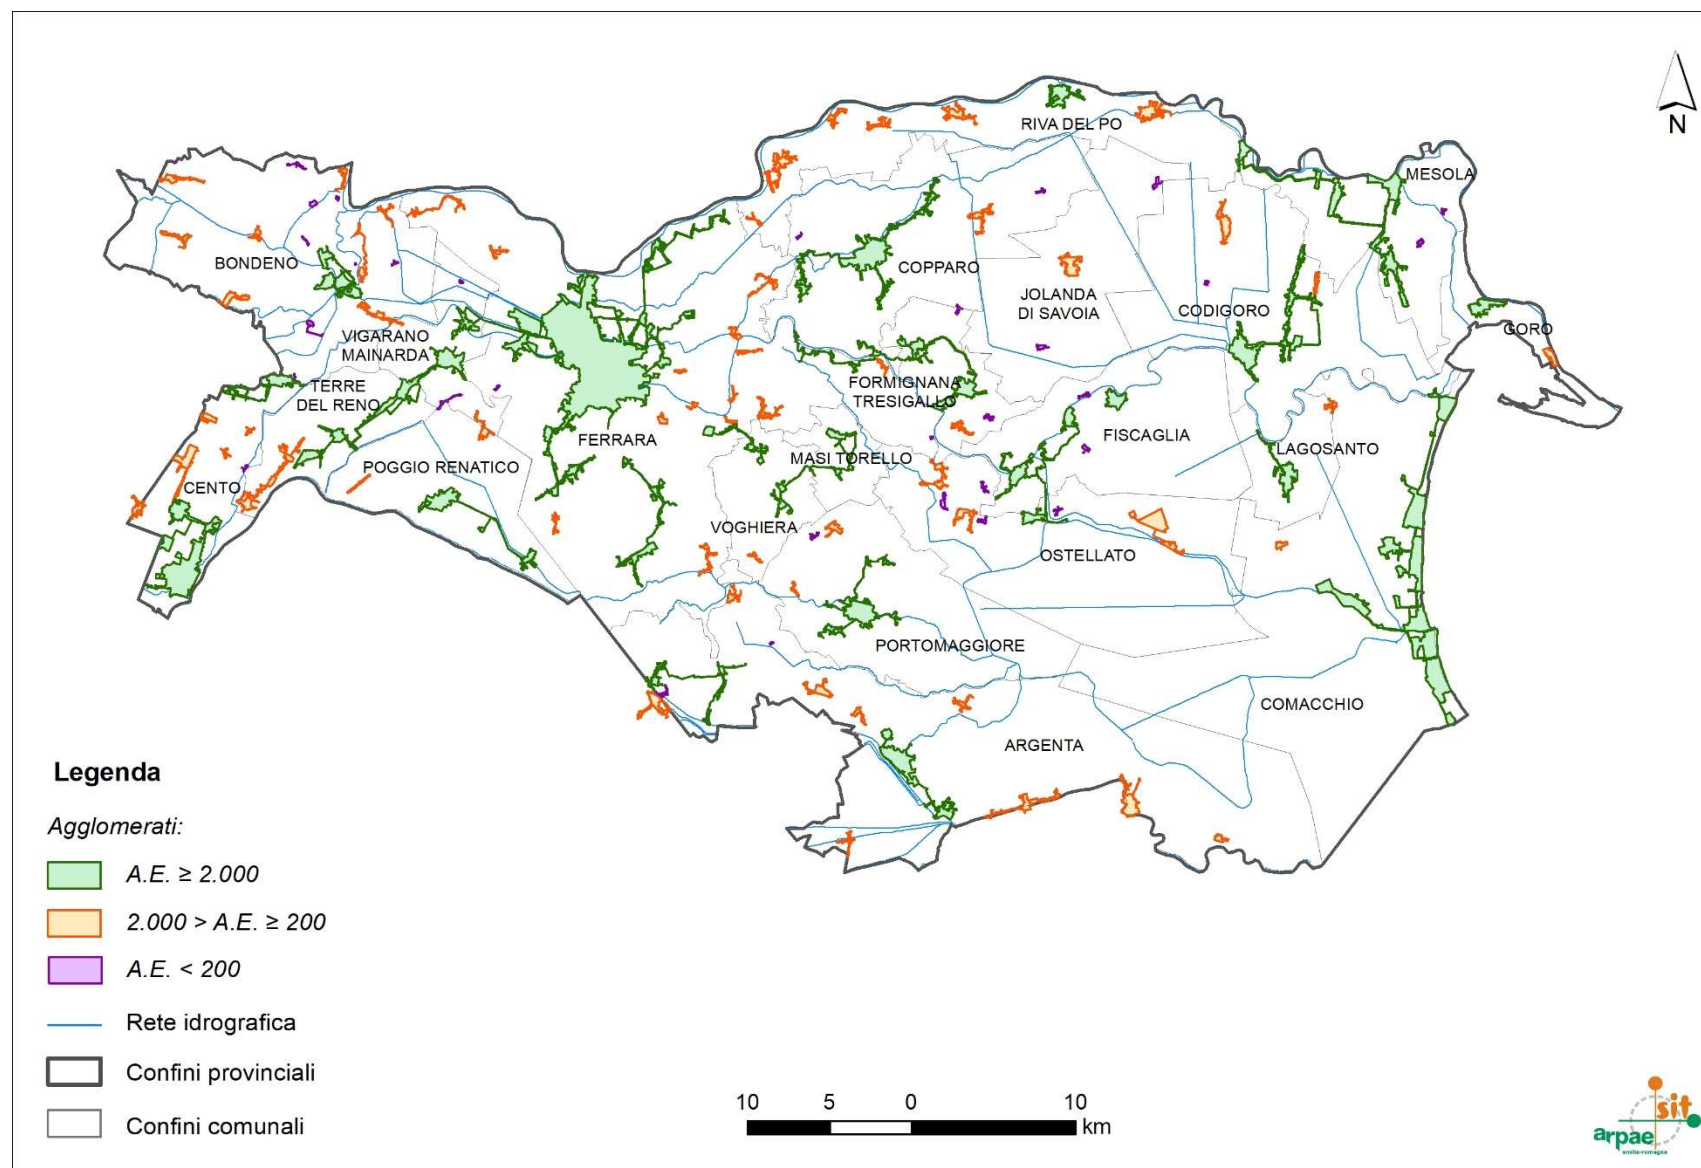 N
RIVA DEL PO
MESOLA
BONDENO
COPPARO
JOLANDA
DI SAVOIA
CODIGORO
GORO
VIGARANO
MAINARDA
TERRE
DEL RENO
FORMIGNANA
TRESIGALLO
FERRARA
FISCAGLIA
LAGOSANTO
MASI TORELLO
POGGIO RENATICO
CENTO
VOGHIERA
OSTELLATO
PORTOMAGGIORE
COMACCHIO
ARGENTA
Legenda
Agglomerati:
A.E. ≥ 2.000
2.000 > A.E. ≥ 200
A.E. < 200
Rete idrografica
Confini provinciali
Confini comunali
10 5 0 10
km
sit
arpae
emilia-romagna